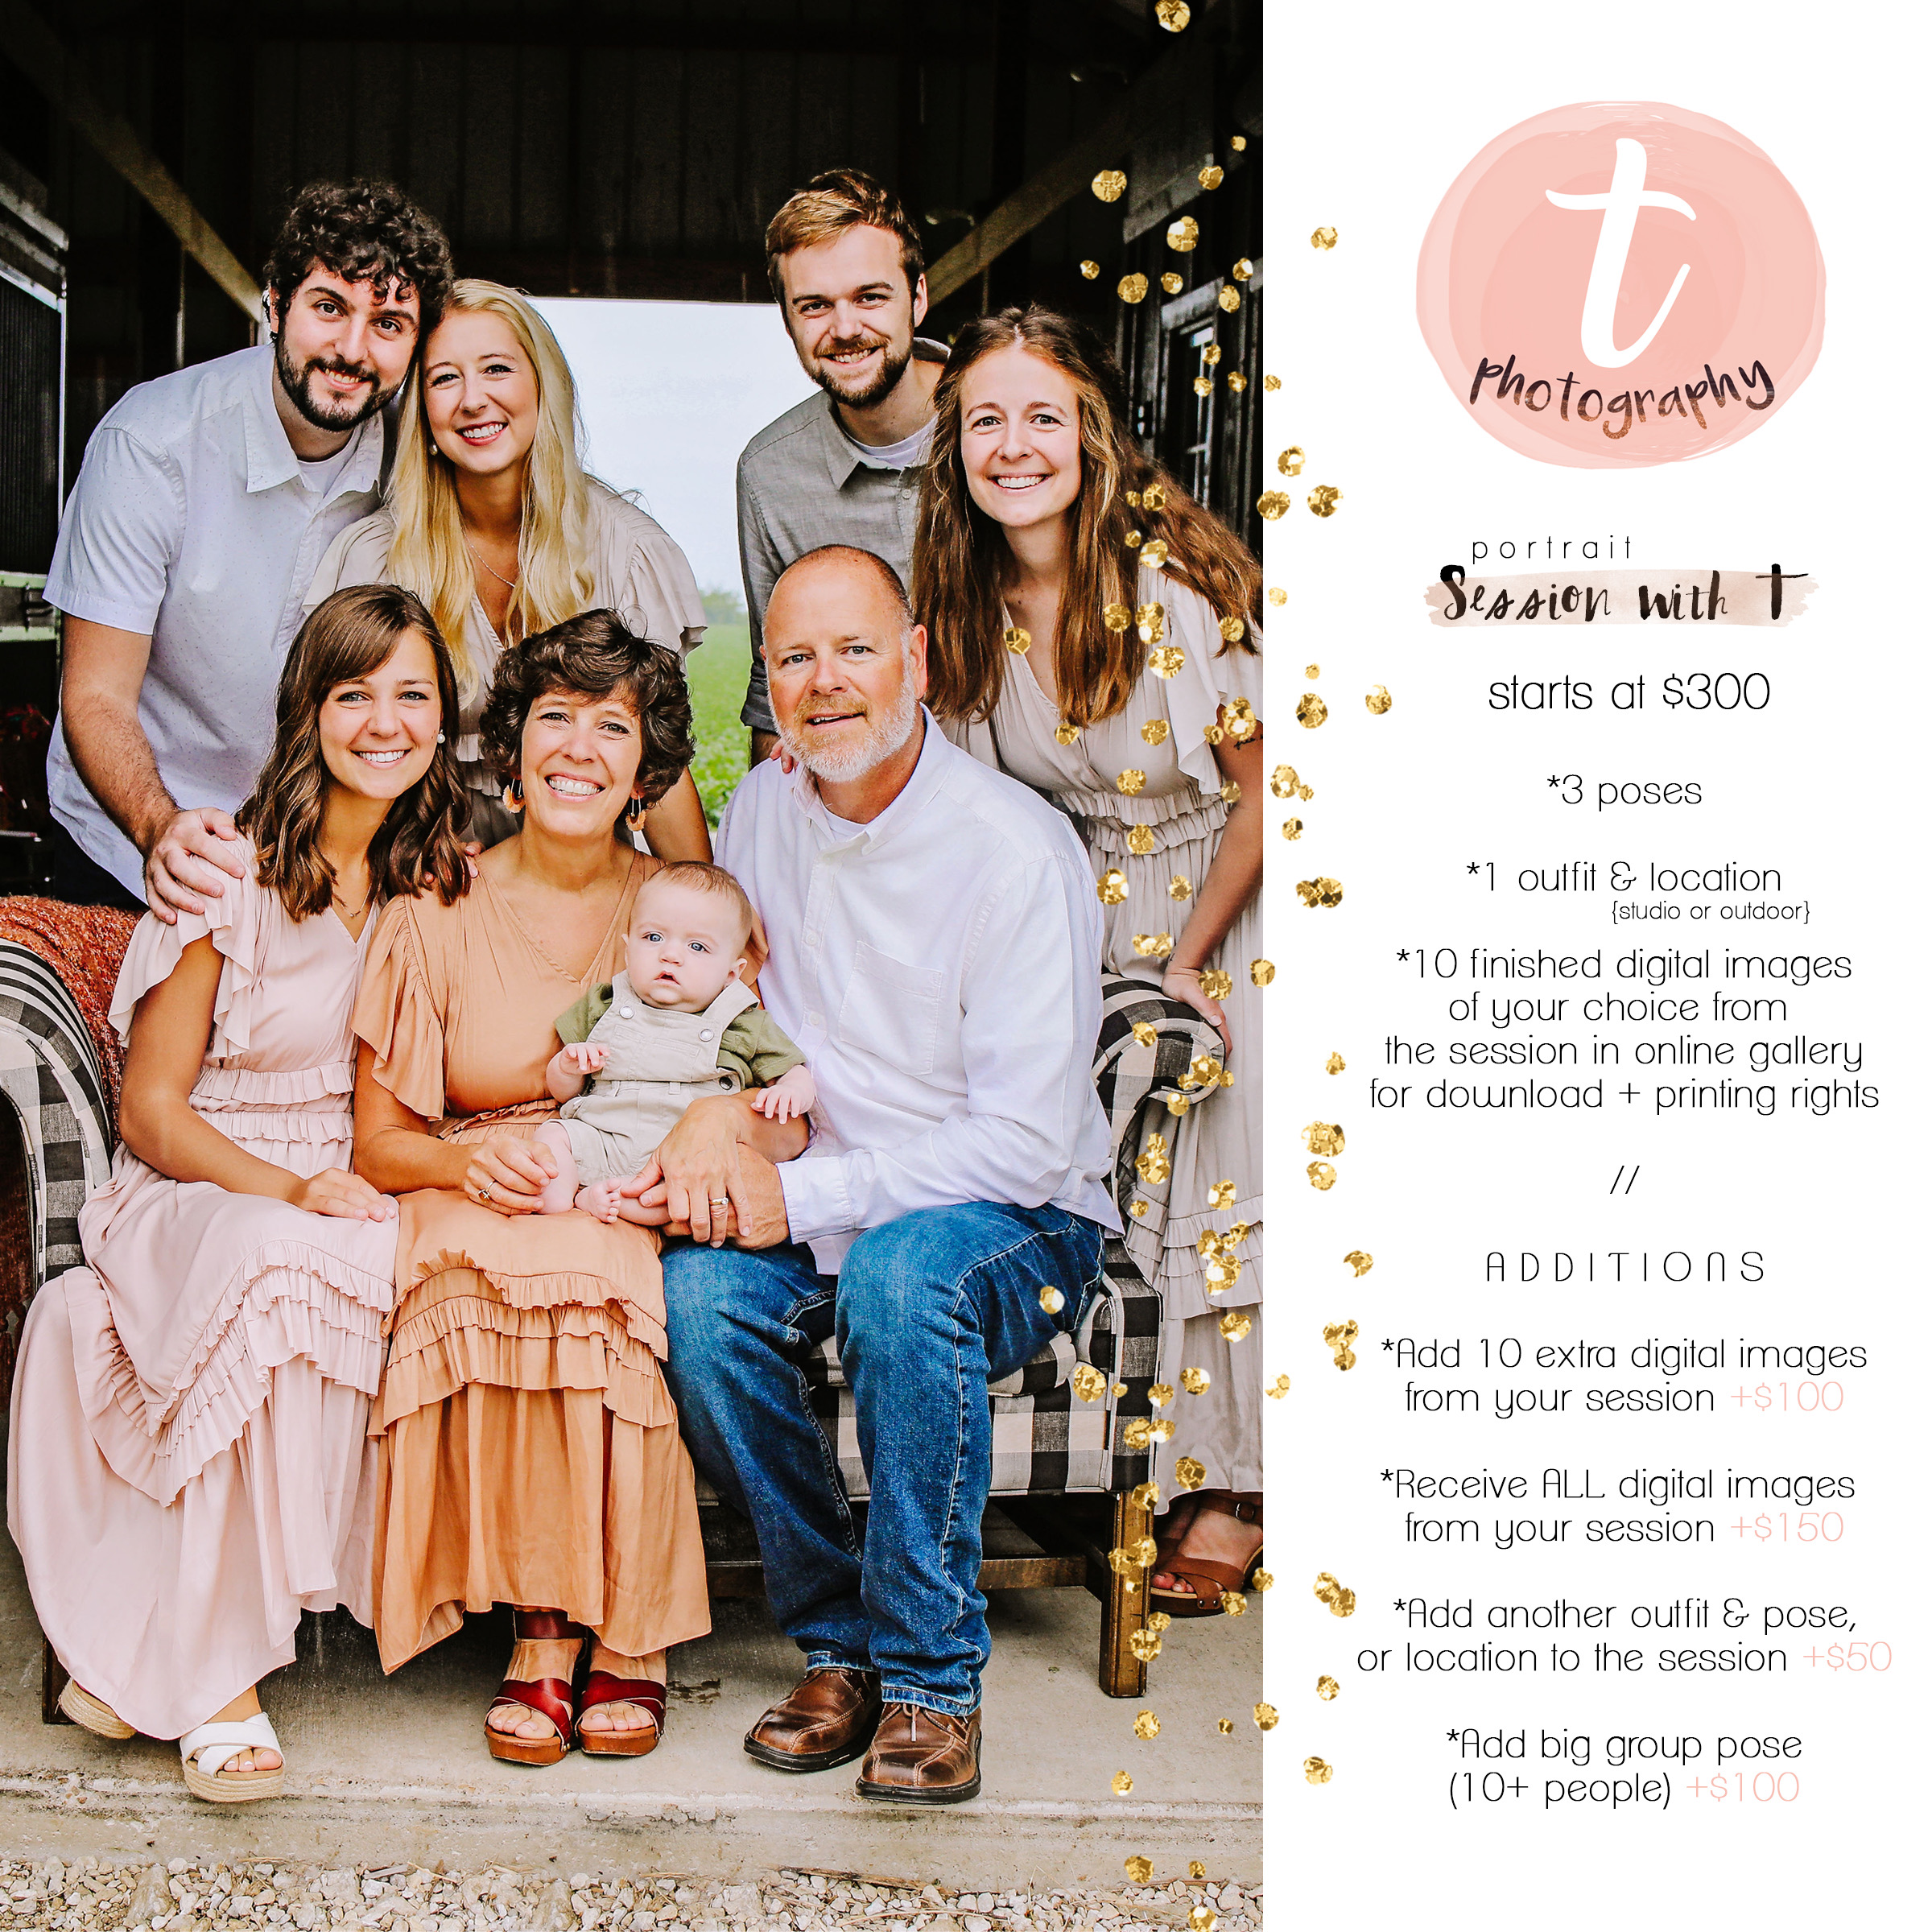 t
photography
portrait
Session with T
starts at $300
*3 poses
*1 outfit & location
{studio or outdoor}
*10 finished digital images
of your choice from
the session in online gallery
for download + printing rights
//
ADDITIONS
*Add 10 extra digital images
from your session +$100
*Receive ALL digital images
from your session +$150
*Add another outfit & pose,
or location to the session +$50
*Add big group pose
(10+ people) +$100